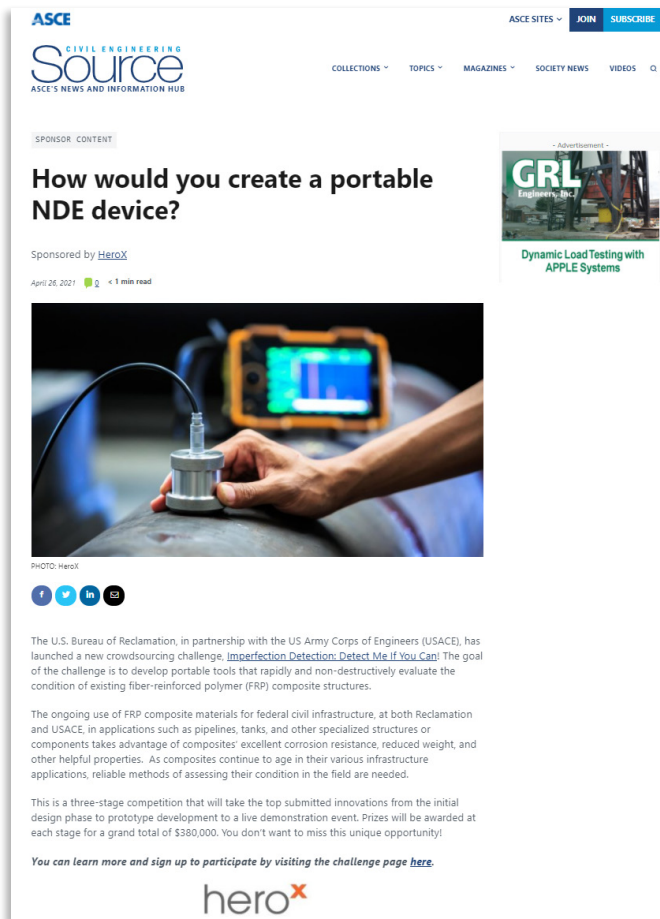 ASCE
ASCE SITES
JOIN
SUBSCRIBE
CIVIL ENGINEERING
Source
ASCE'S NEWS AND INFORMATION HUB
COLLECTIONS
TOPICS
MAGAZINES
SOCIETY NEWS
VIDEOS
SPONSOR CONTENT
- Advertisement -
GRL
Engineers, Inc.
Dynamic Load Testing with
APPLE Systems
How would you create a portable
NDE device?
Sponsored by HeroX
April 26, 2021 0 < 1 min read
PHOTO: HeroX
The U.S. Bureau of Reclamation, in partnership with the US Army Corps of Engineers (USACE), has
launched a new crowdsourcing challenge, Imperfection Detection: Detect Me If You Can! The goal
of the challenge is to develop portable tools that rapidly and non-destructively evaluate the
condition of existing fiber-reinforced polymer (FRP) composite structures.
The ongoing use of FRP composite materials for federal civil infrastructure, at both Reclamation
and USACE, in applications such as pipelines, tanks, and other specialized structures or
components takes advantage of composites' excellent corrosion resistance, reduced weight, and
other helpful properties. As composites continue to age in their various infrastructure
applications, reliable methods of assessing their condition in the field are needed.
This is a three-stage competition that will take the top submitted innovations from the initial
design phase to prototype development to a live demonstration event. Prizes will be awarded at
each stage for a grand total of $380,000. You don't want to miss this unique opportunity!
You can learn more and sign up to participate by visiting the challenge page here.
herox